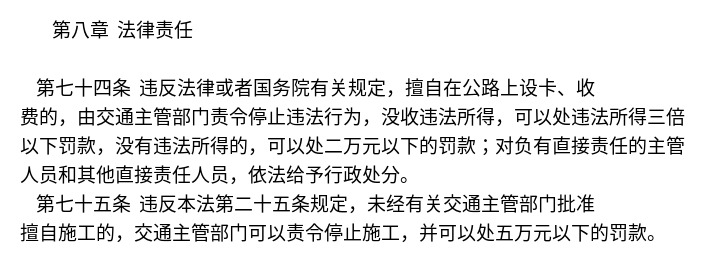 第八章 法律责任
第七十四条 违反法律或者国务院有关规定，擅自在公路上设卡、收
费的，由交通主管部门责令停止违法行为，没收违法所得，可以处违法所得三倍
以下罚款，没有违法所得的，可以处二万元以下的罚款；对负有直接责任的主管
人员和其他直接责任人员，依法给予行政处分。
第七十五条 违反本法第二十五条规定，未经有关交通主管部门批准
擅自施工的，交通主管部门可以责令停止施工，并可以处五万元以下的罚款。